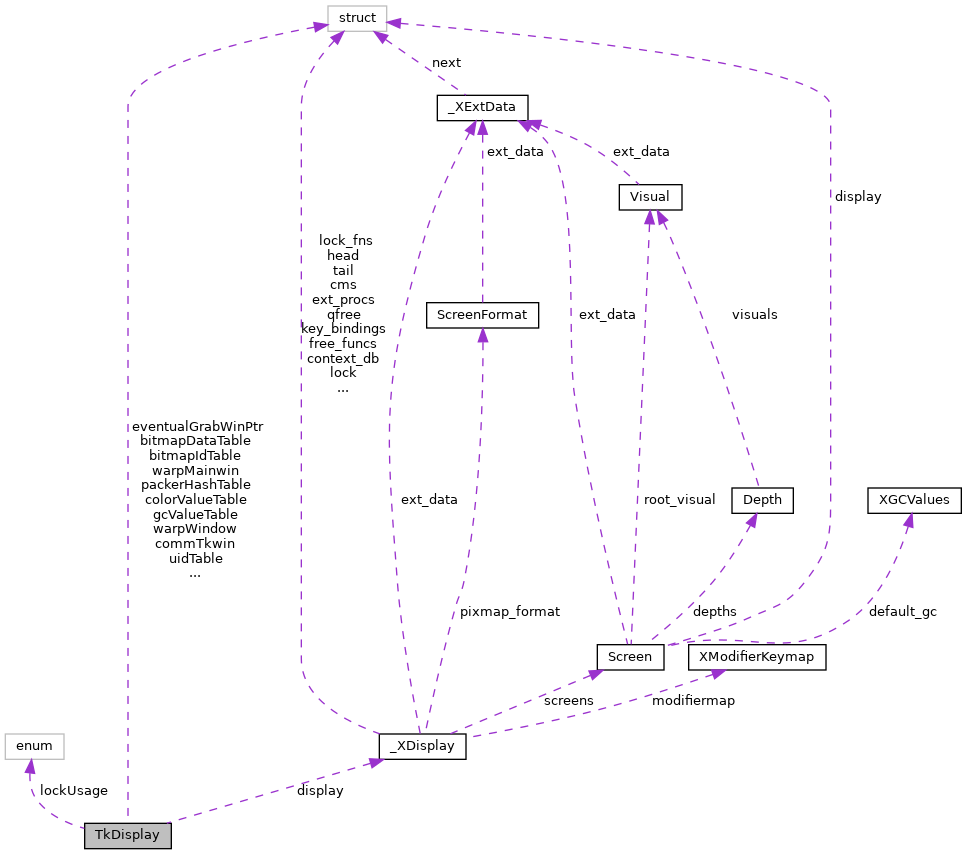 struct
next
_XExtData
ext_data
ext_data
Visual
display
lock_fns
head
tail
cms
ext_procs
qfree
key_bindings
free_funcs
context_db
lock
...
ScreenFormat
ext_data
visuals
eventualGrabWinPtr
bitmapDataTable
bitmapIdTable
warpMainwin
packerHashTable
colorValueTable
gcValueTable
warpWindow
commTkwin
uidTable
...
ext_data
root_visual
Depth
XGCValues
pixmap_format
depths
default_gc
Screen
XModifierKeymap
screens
modifiermap
enum
_XDisplay
lockUsage
display
TkDisplay